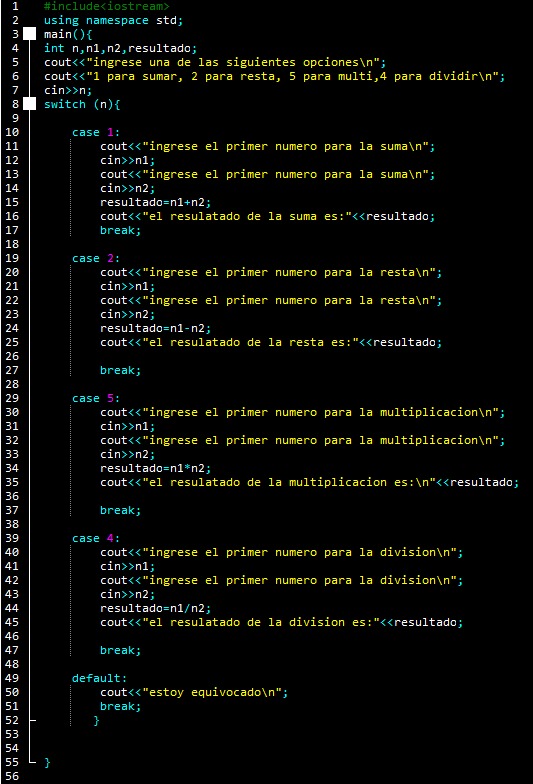 1 #include<iostream>
2 using namespace std;
3 main(){
4 int n,n1,n2,resultado;
5 cout<<"ingrese una de las siguientes opciones\n";
6 cout<<"1 para sumar, 2 para resta, 5 para multi,4 para dividir\n";
7 cin>>n;
8 switch (n){
9
10 case 1:
11 cout<<"ingrese el primer numero para la suma\n";
12 cin>>n1;
13 cout<<"ingrese el primer numero para la suma\n";
14 cin>>n2;
15 resultado=n1+n2;
16 cout<<"el resulatado de la suma es:"<<resultado;
17 break;
18
19 case 2:
20 cout<<"ingrese el primer numero para la resta\n";
21 cin>>n1;
22 cout<<"ingrese el primer numero para la resta\n";
23 cin>>n2;
24 resultado=n1-n2;
25 cout<<"el resulatado de la resta es:"<<resultado;
26
27 break;
28
29 case 5:
30 cout<<"ingrese el primer numero para la multiplicacion\n";
31 cin>>n1;
32 cout<<"ingrese el primer numero para la multiplicacion\n";
33 cin>>n2;
34 resultado=n1*n2;
35 cout<<"el resulatado de la multiplicacion es:\n"<<resultado;
36
37 break;
38
39 case 4:
40 cout<<"ingrese el primer numero para la division\n";
41 cin>>n1;
42 cout<<"ingrese el primer numero para la division\n";
43 cin>>n2;
44 resultado=n1/n2;
45 cout<<"el resulatado de la division es:"<<resultado;
46
47 break;
48
49 default:
50 cout<<"estoy equivocado\n";
51 break;
52 }
53
54
55 }
56